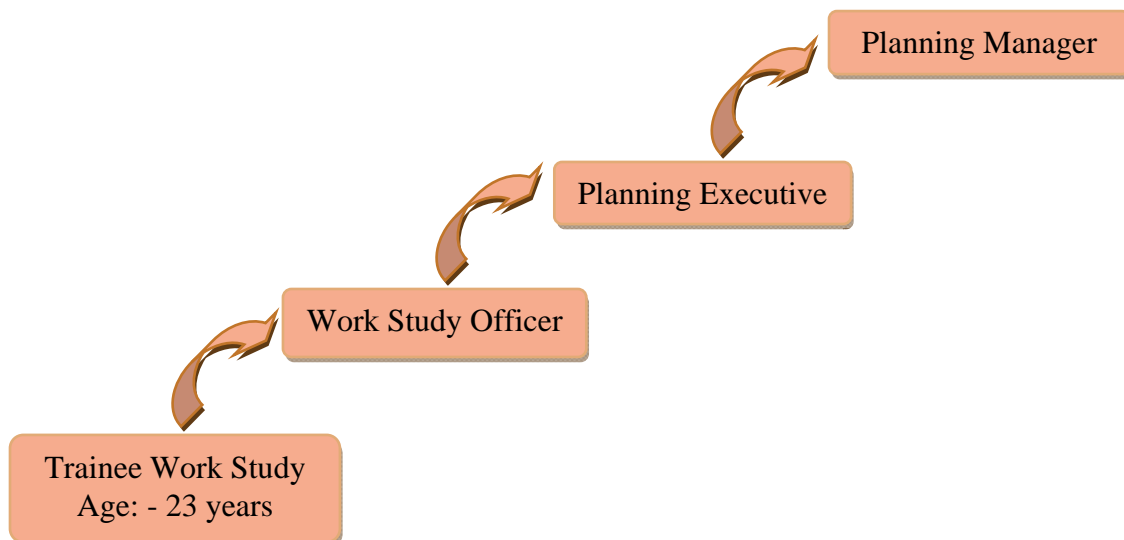 Planning Manager
Planning Executive
Work Study Officer
Trainee Work Study
Age: - 23 years